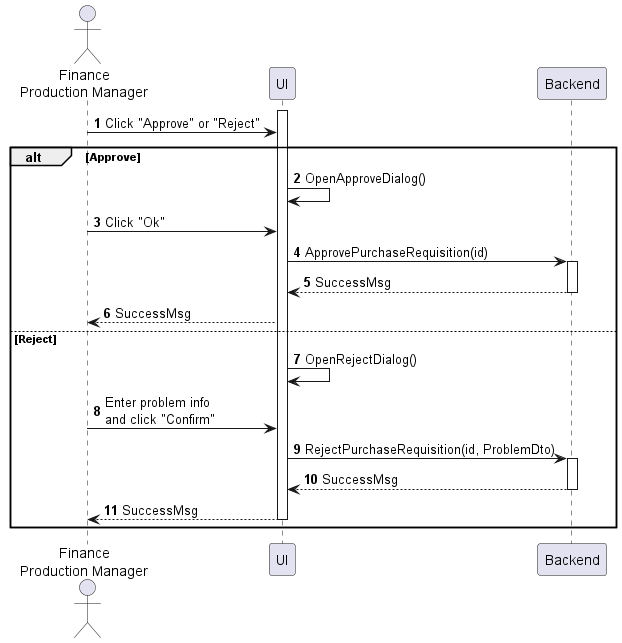 Finance
Production Manager
UI
Backend
1 Click "Approve" or "Reject"
alt
[Approve]
2 OpenApproveDialog()
3 Click "Ok"
4 ApprovePurchaseRequisition(id)
5 SuccessMsg
6 SuccessMsg
[Reject]
7 OpenRejectDialog()
8 Enter problem info
and click "Confirm"
9 RejectPurchaseRequisition(id, ProblemDto)
10 SuccessMsg
11 SuccessMsg
Finance
Production Manager
UI
Backend